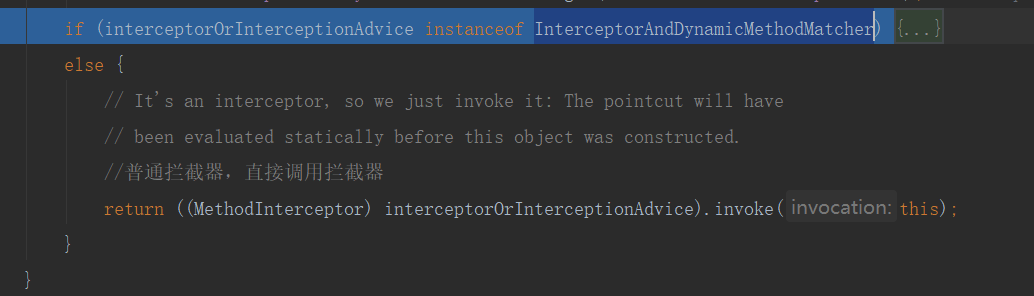 if (interceptorOrInterceptionAdvice instanceof InterceptorAndDynamicMethodMatcher) {...}
else {
// It's an interceptor, so we just invoke it: The pointcut will have
// been evaluated statically before this object was constructed.
//普通拦截器，直接调用拦截器
return ((MethodInterceptor) interceptorOrInterceptionAdvice).invoke( invocation: this);
}
}